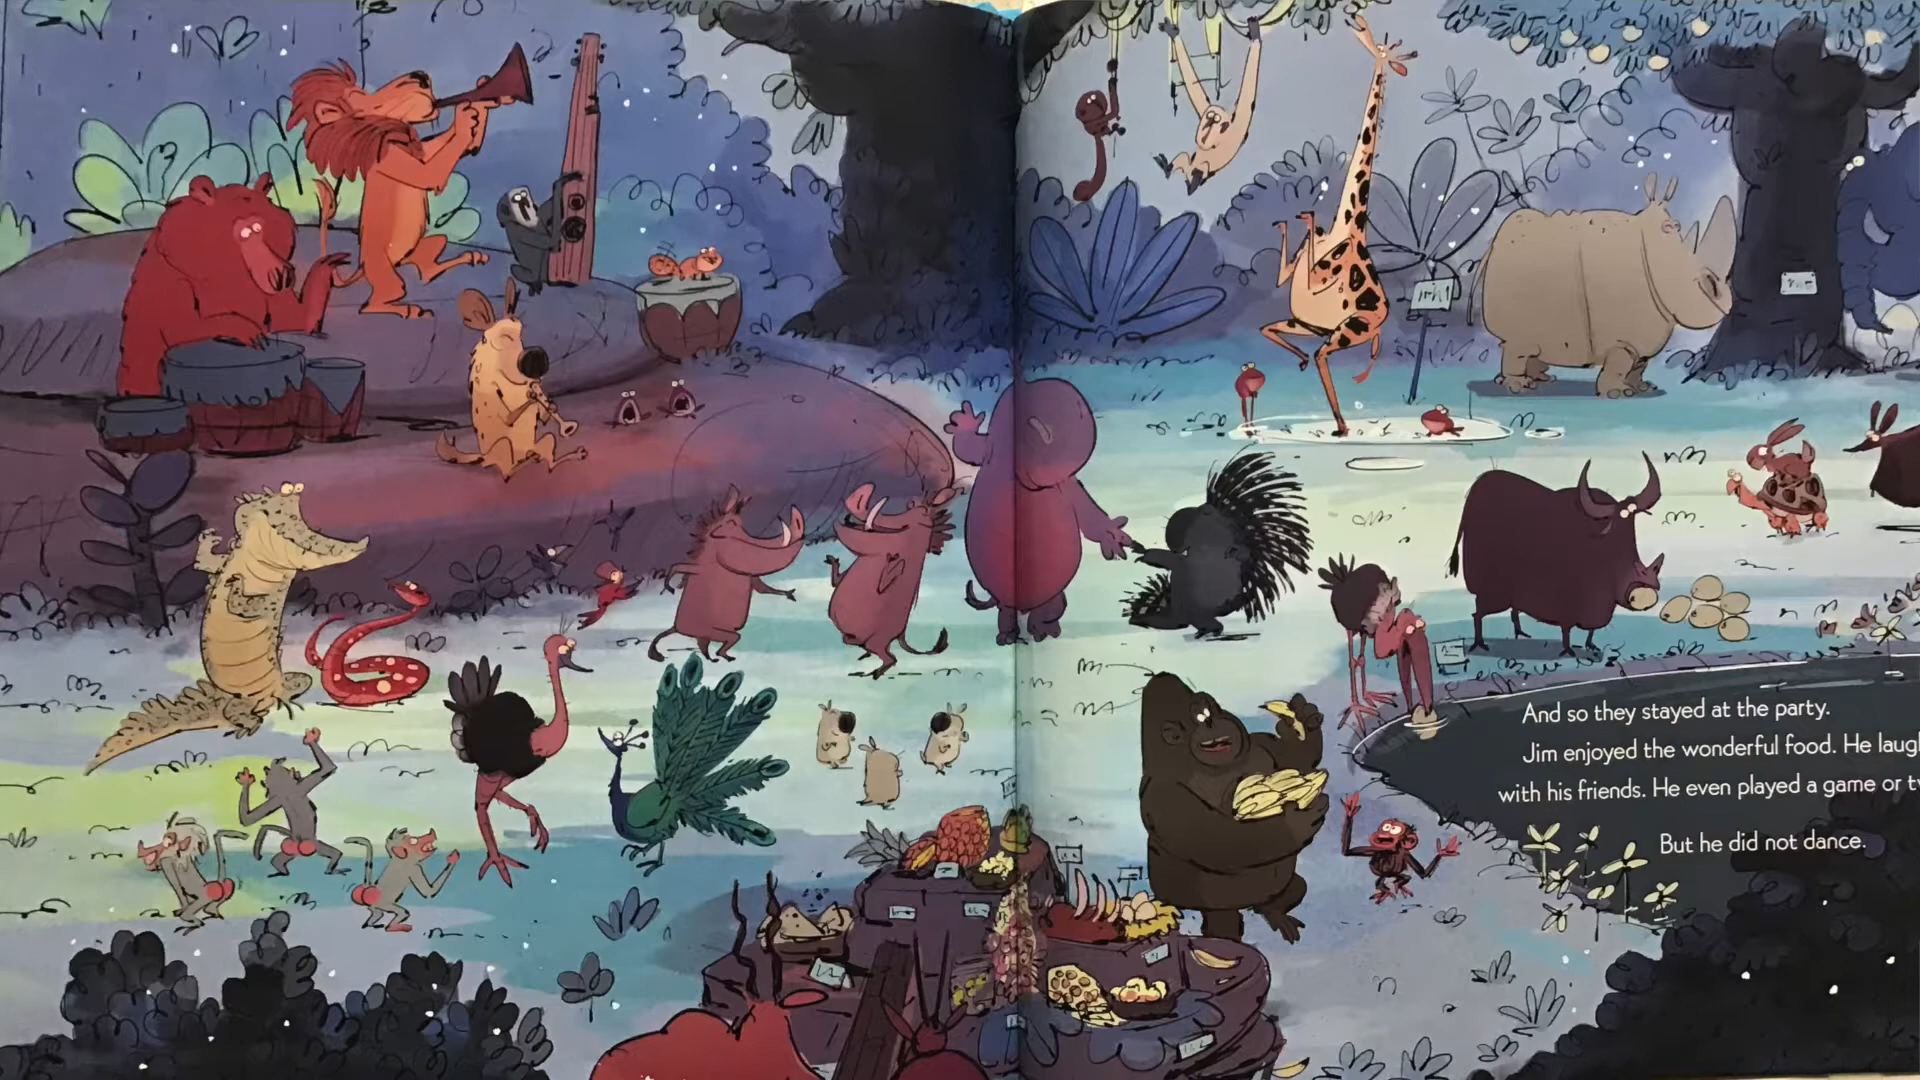 And so they stayed at the party.
Jim enjoyed the wonderful food. He
with his friends. He even played a game or
But he did not dance.